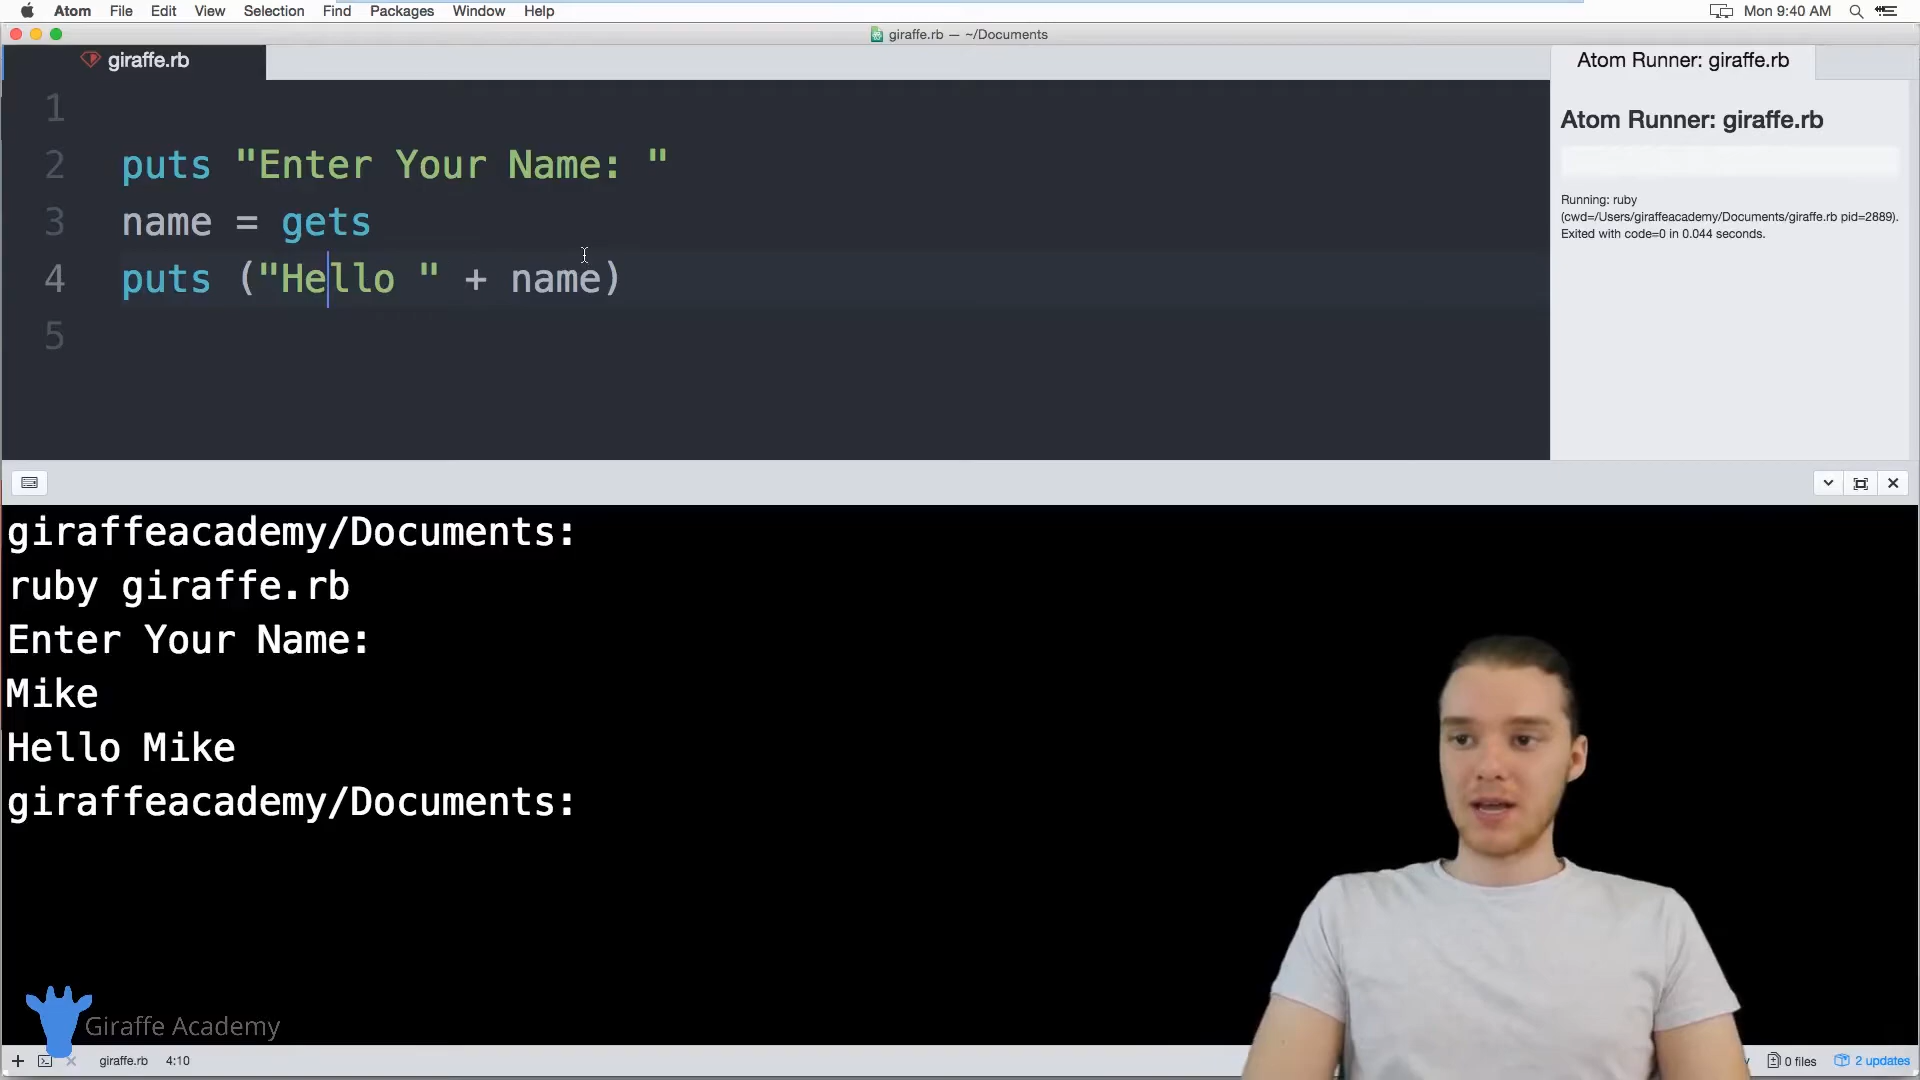 Atom File Edit View Selection Find Packages Window Help
Mon 9:40 AM
giraffe.rb — ~/Documents
giraffe.rb
Atom Runner: giraffe.rb
1
2 puts "Enter Your Name: "
3 name = gets
4 puts ("Hello " + name)
5
Atom Runner: giraffe.rb
Running: ruby
(cwd=/Users/giraffeacademy/Documents/giraffe.rb pid=2889).
Exited with code=0 in 0.044 seconds.
giraffeacademy/Documents:
ruby giraffe.rb
Enter Your Name:
Mike
Hello Mike
giraffeacademy/Documents:
Giraffe Academy
giraffe.rb 4:10
0 files 2 updates